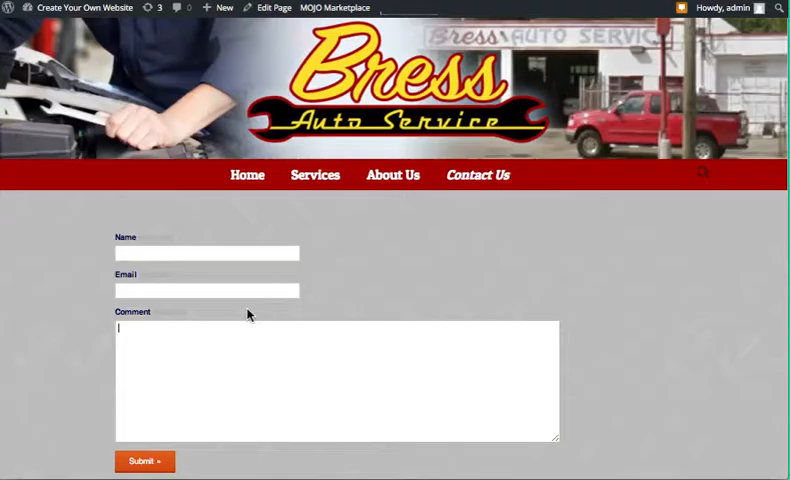 Create Your Own Website 3 0 New Edit Page MOJO Marketplace Howdy, admin
Bress AUTO SERVIC
Bress
Auto Service
Home Services About Us Contact Us
Name
Email
Comment
Submit »